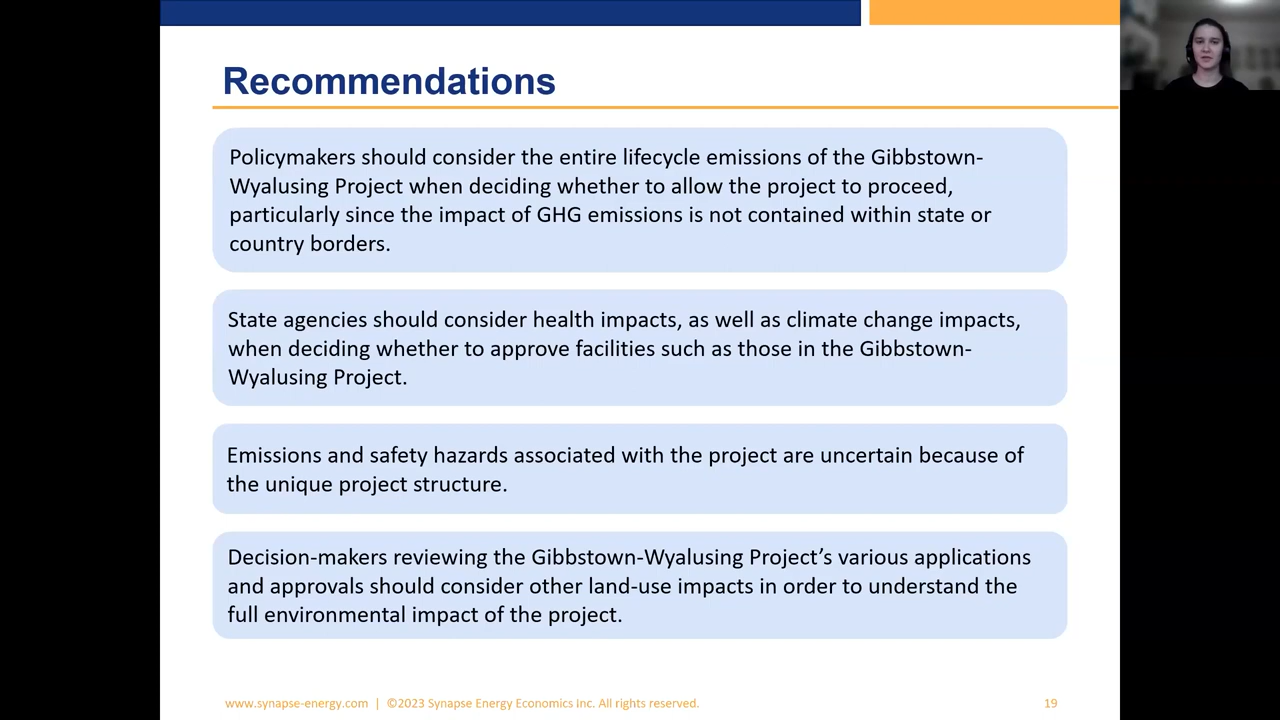 Recommendations
Policymakers should consider the entire lifecycle emissions of the Gibbstown-
Wyalusing Project when deciding whether to allow the project to proceed,
particularly since the impact of GHG emissions is not contained within state or
country borders.
State agencies should consider health impacts, as well as climate change impacts,
when deciding whether to approve facilities such as those in the Gibbstown-
Wyalusing Project.
Emissions and safety hazards associated with the project are uncertain because of
the unique project structure.
Decision-makers reviewing the Gibbstown-Wyalusing Project’s various applications
and approvals should consider other land-use impacts in order to understand the
full environmental impact of the project.
www.synapse-energy.com | ©2023 Synapse Energy Economics Inc. All rights reserved. 19